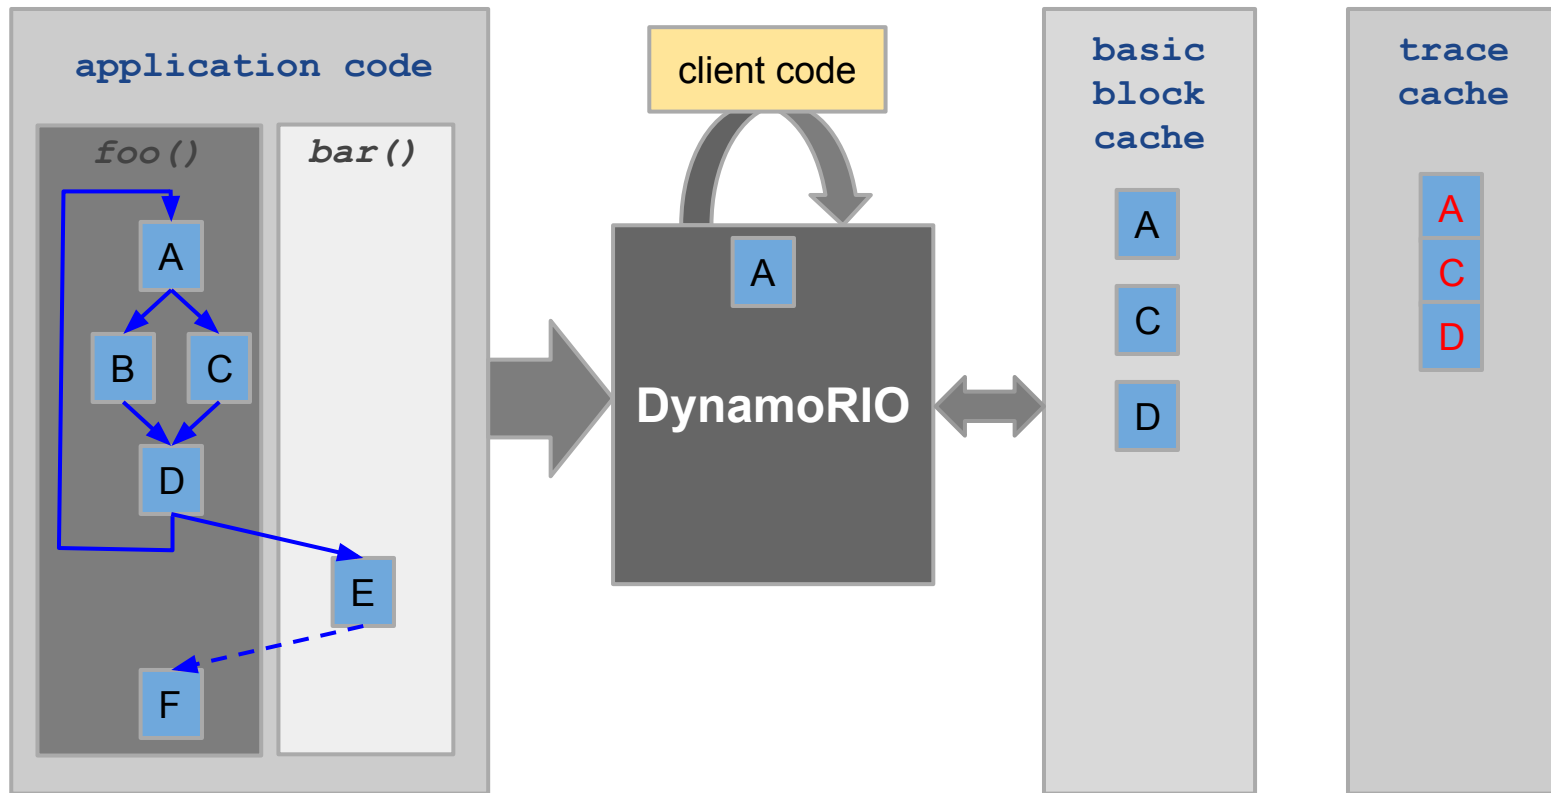 application code
foo()
bar()
A
B
C
D
E
F
client code
A
DynamoRIO
basic
block
cache
A
C
D
trace
cache
A
C
D